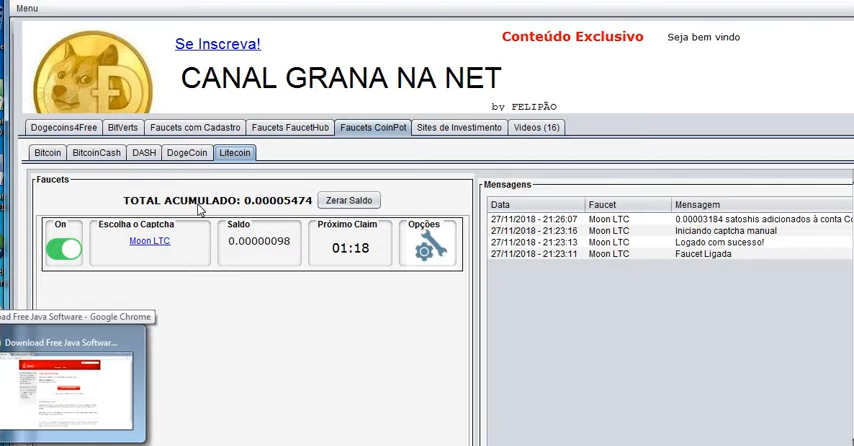 Menu
Se Inscreva!
Conteúdo Exclusivo
Seja bem vindo
CANAL GRANA NA NET
by FELIPÃO
Dogecoins4Free BitVerts Faucets com Cadastro Faucets FaucetHub Faucets CoinPot Sites de Investimento Videos (16)
Bitcoin BitcoinCash DASH DogeCoin Litecoin
Faucets
TOTAL ACUMULADO: 0.00005474 Zerar Saldo
On Escolha o Captcha Saldo Próximo Claim Opções
Moon LTC 0.00000098 01:18
Mensagens
Data Faucet Mensagem
27/11/2018 - 21:26:07 Moon LTC 0.00003184 satoshis adicionados à conta Co
27/11/2018 - 21:23:16 Moon LTC Iniciando captcha manual
27/11/2018 - 21:23:13 Moon LTC Logado com sucesso!
27/11/2018 - 21:23:11 Moon LTC Faucet Ligada
oad Free Java Software - Google Chrome
Download Free Java Softwar...